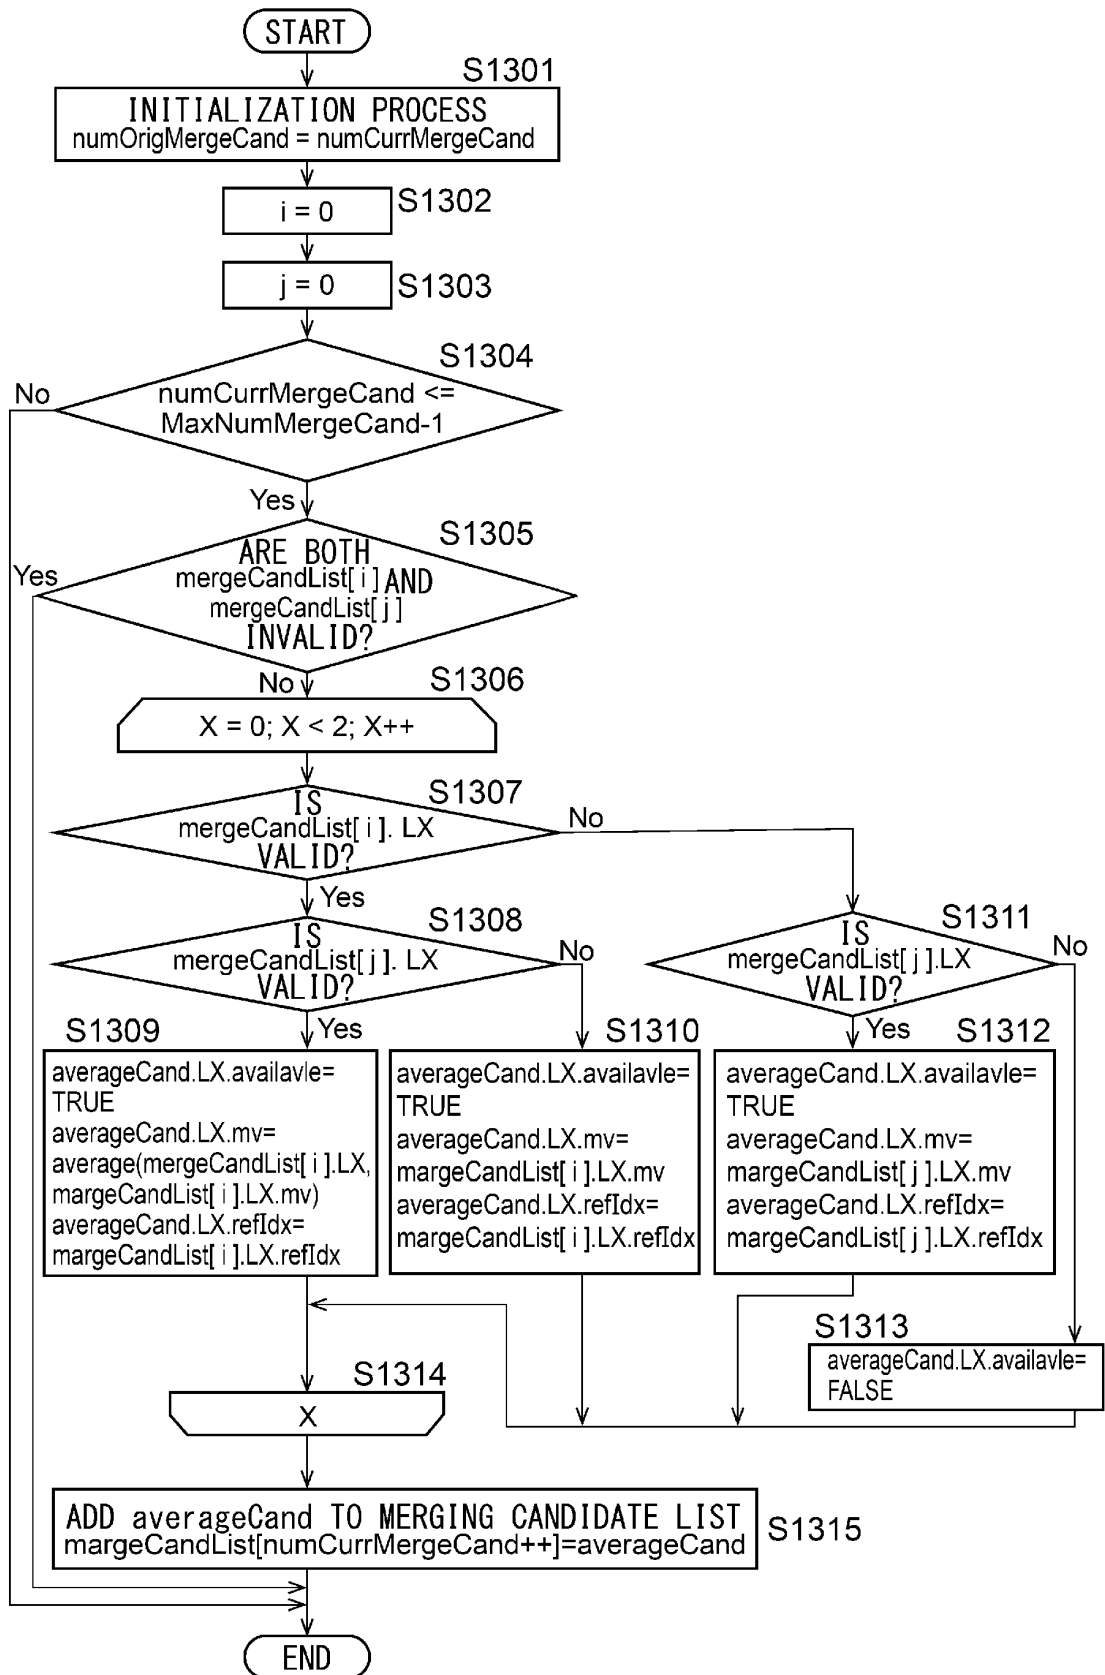 START
S1301
INITIALIZATION PROCESS
numOrigMergeCand = numCurrMergeCand
i = 0
S1302
j = 0
S1303
S1304
No
numCurrMergeCand <=
MaxNumMergeCand-1
Yes
S1305
Yes
ARE BOTH
mergeCandList[ i ] AND
mergeCandList[ j ]
INVALID?
No
S1306
X = 0; X < 2; X++
S1307
IS
mergeCandList[ i ]. LX
VALID?
No
Yes
S1308
IS
mergeCandList[ j ]. LX
VALID?
No
S1311
IS
mergeCandList[ j ].LX
VALID?
No
Yes
Yes
S1309
averageCand.LX.availavle=
TRUE
averageCand.LX.mv=
average(mergeCandList[ i ].LX,
margeCandList[ i ].LX.mv)
averageCand.LX.refIdx=
margeCandList[ i ].LX.refIdx
S1310
averageCand.LX.availavle=
TRUE
averageCand.LX.mv=
margeCandList[ i ].LX.mv
averageCand.LX.refIdx=
margeCandList[ i ].LX.refIdx
S1312
averageCand.LX.availavle=
TRUE
averageCand.LX.mv=
margeCandList[ j ].LX.mv
averageCand.LX.refIdx=
margeCandList[ j ].LX.refIdx
S1313
averageCand.LX.availavle=
FALSE
S1314
X
ADD averageCand TO MERGING CANDIDATE LIST
margeCandList[numCurrMergeCand++]=averageCand
S1315
END